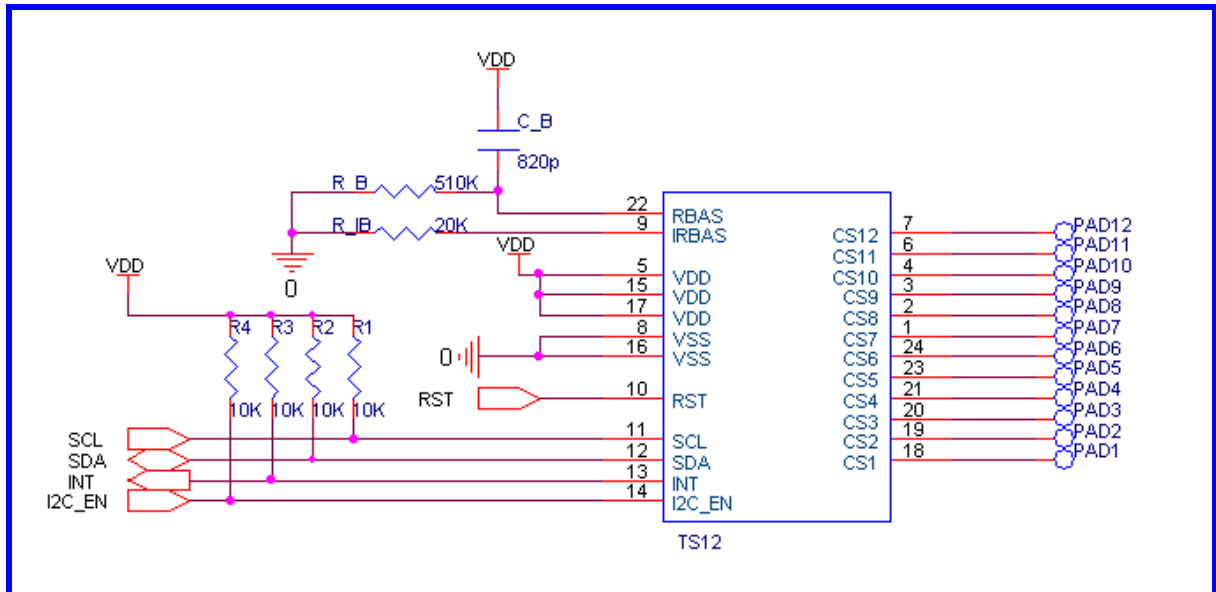 VDD
C_B
820p
R_B 510K
R_IB 20K
0
VDD
VDD
R4 R3 R2 R1
10K 10K 10K 10K
0
RST
SCL
SDA
INT
I2C_EN
22 RBAS
9 IRBAS
5 VDD
15 VDD
17 VDD
8 VSS
16 VSS
10 RST
11 SCL
12 SDA
13 INT
14 I2C_EN
CS12 7 PAD12
CS11 6 PAD11
CS10 4 PAD10
CS9 3 PAD9
CS8 2 PAD8
CS7 1 PAD7
CS6 24 PAD6
CS5 23 PAD5
CS4 21 PAD4
CS3 20 PAD3
CS2 19 PAD2
CS1 18 PAD1
TS12